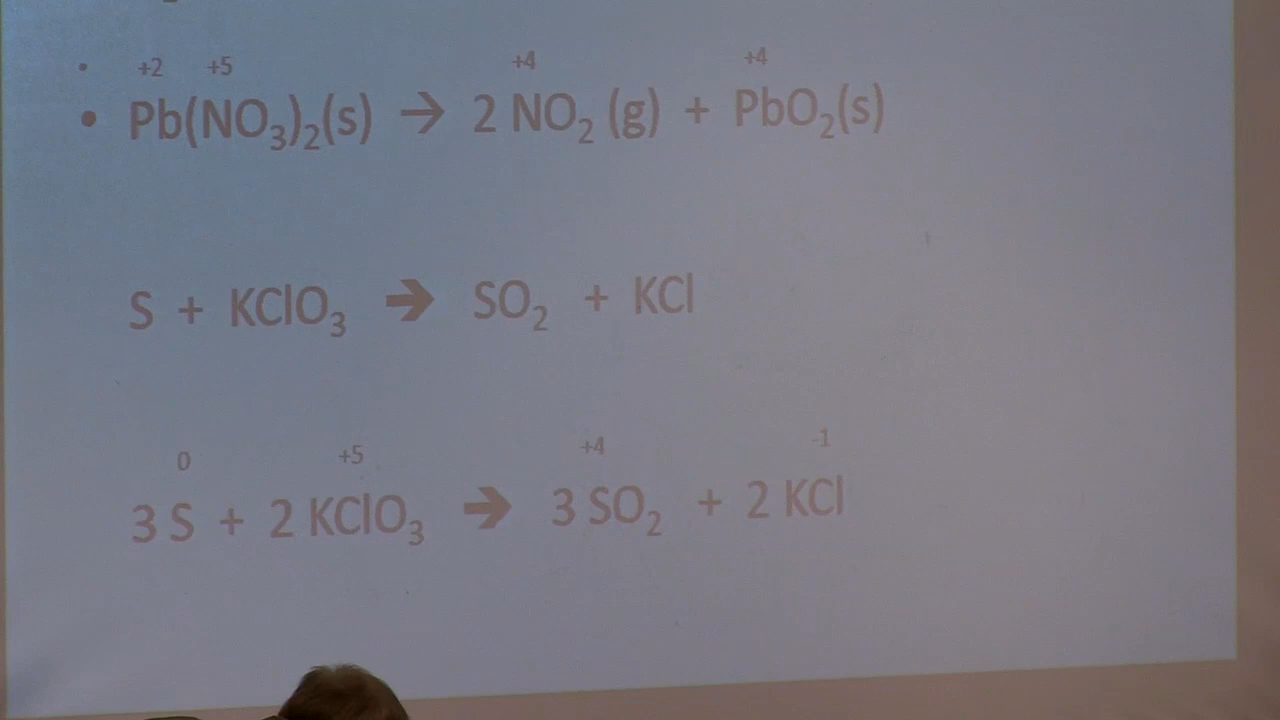 • +2 +5 +4 +4
• Pb(NO₃)₂(s) → 2 NO₂ (g) + PbO₂(s)
S + KClO₃ → SO₂ + KCl
0 +5 +4 -1
3 S + 2 KClO₃ → 3 SO₂ + 2 KCl